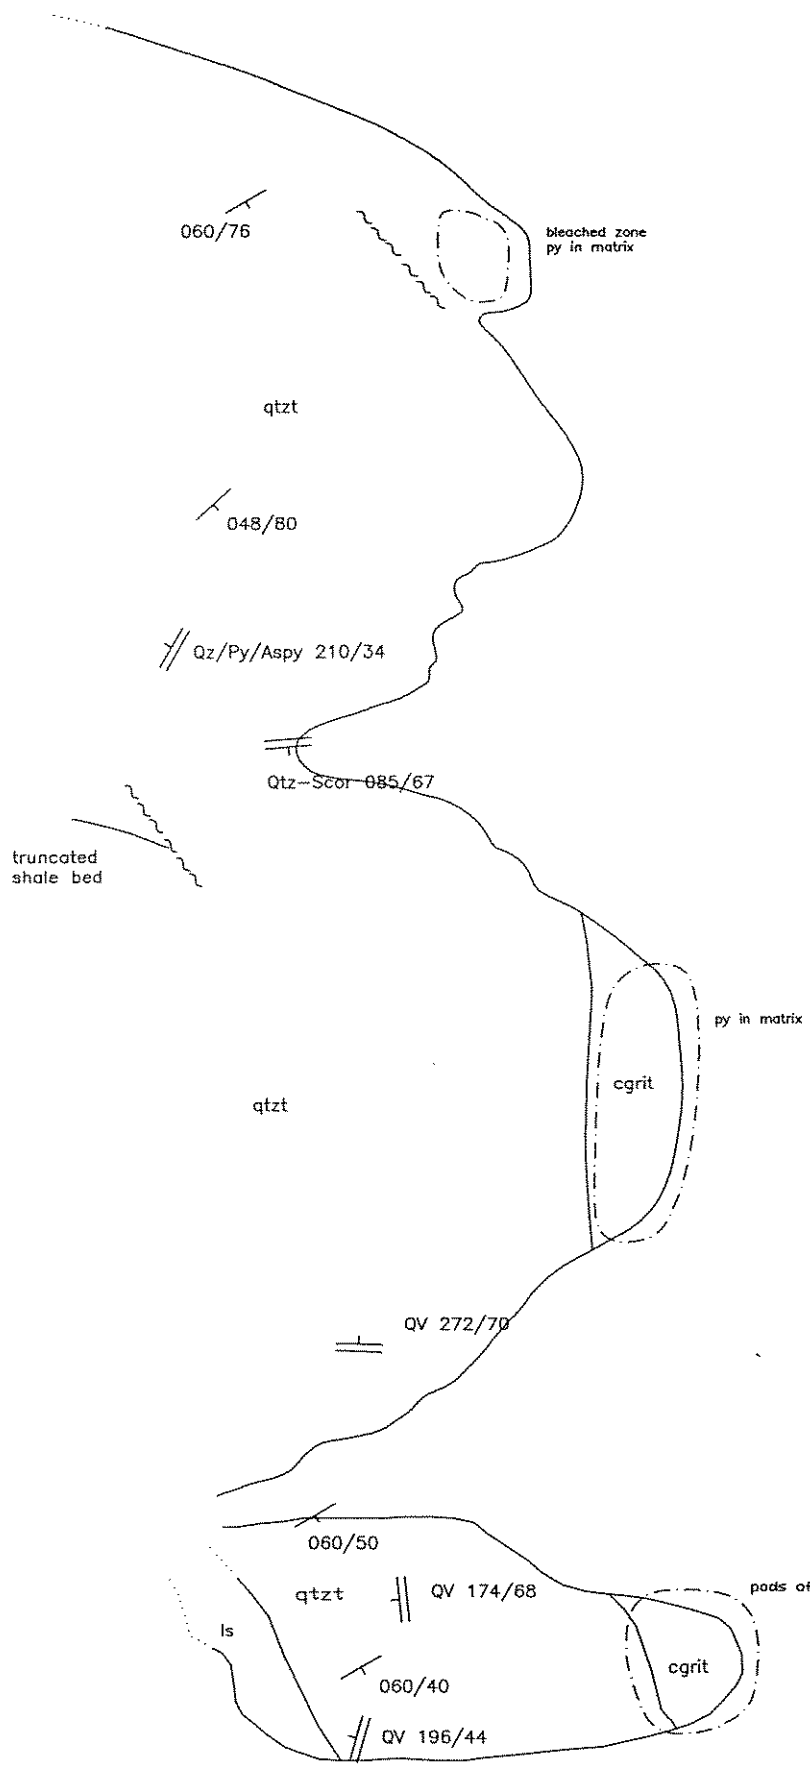 060/76
bleached zone
py in matrix
qtzt
048/80
Qz/Py/Aspy 210/34
Qtz-Scor 085/67
truncated
shale bed
py in matrix
cgrit
qtzt
QV 272/70
060/50
qtzt
QV 174/68
pods of
ls
cgrit
060/40
QV 196/44